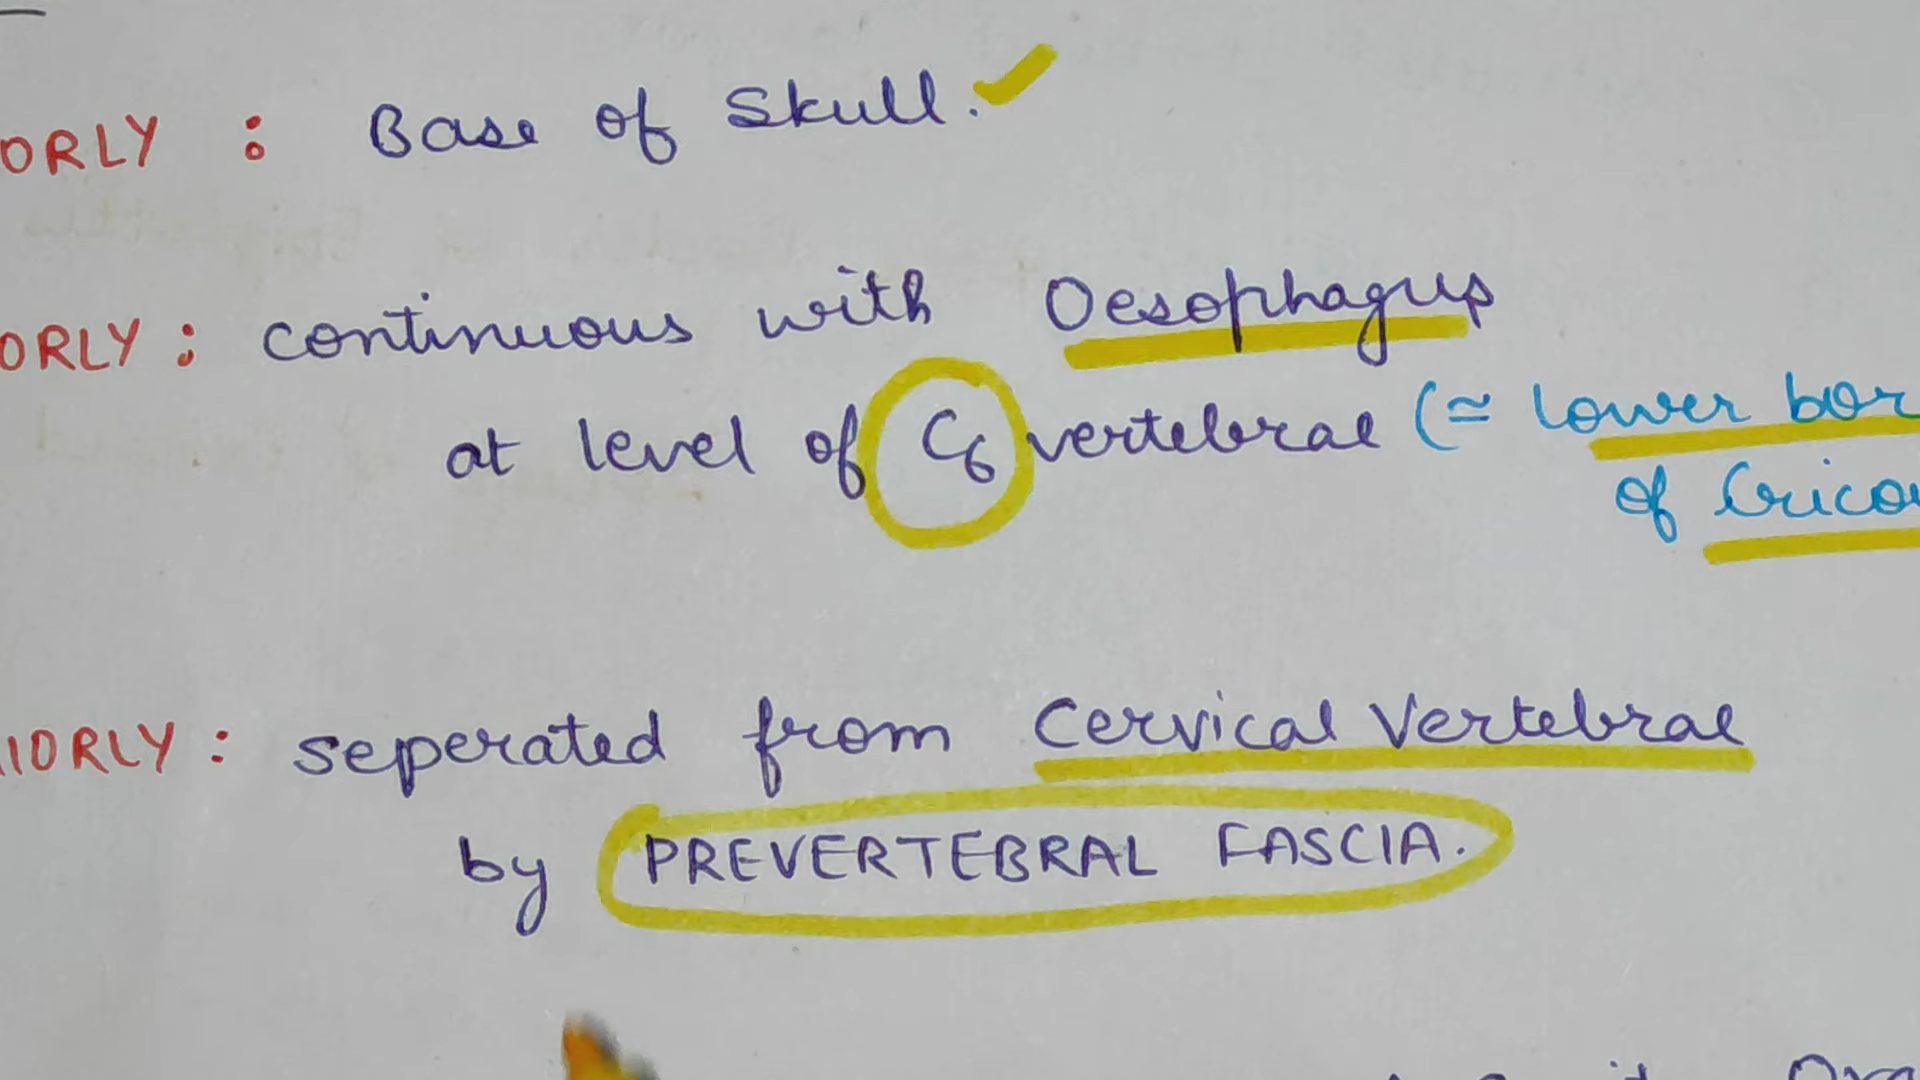 ORLY : Base of Skull.
ORLY : continuous with Oesophagus
at level of C6 vertebrae (≃ lower bor
of Crico
IORLY : seperated from Cervical Vertebrae
by PREVERTEBRAL FASCIA.